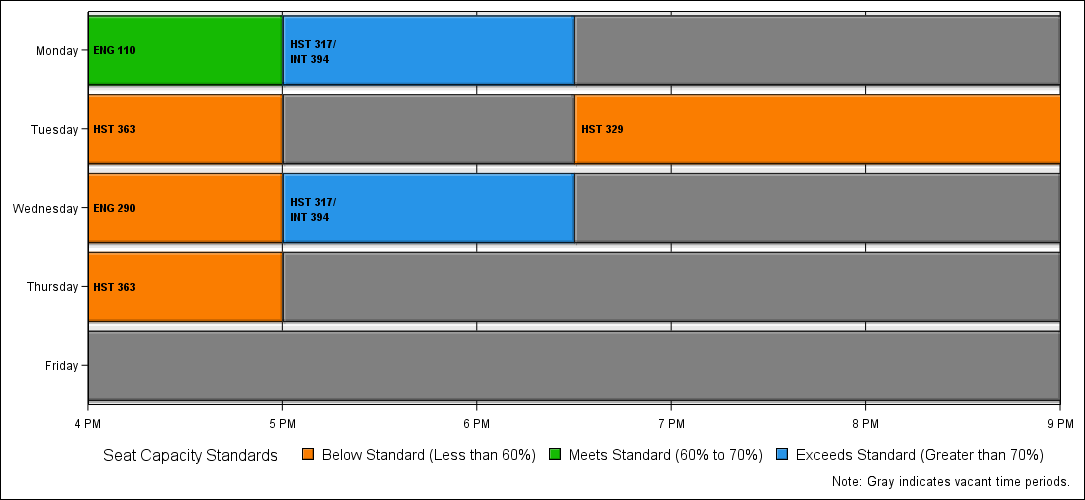 Monday
ENG 110
HST 317/
INT 394
Tuesday
HST 363
HST 329
Wednesday
ENG 290
HST 317/
INT 394
Thursday
HST 363
Friday
4 PM 5 PM 6 PM 7 PM 8 PM 9 PM
Seat Capacity Standards Below Standard (Less than 60%) Meets Standard (60% to 70%) Exceeds Standard (Greater than 70%)
Note: Gray indicates vacant time periods.